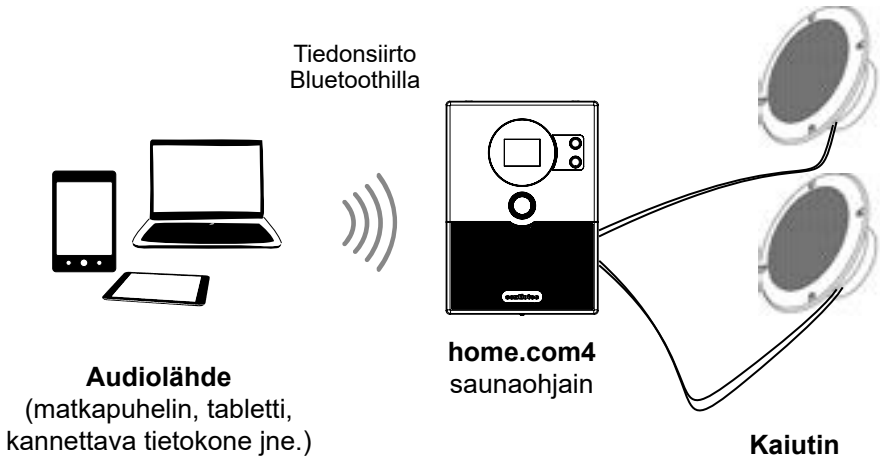 Tiedonsiirto
Bluetoothilla
home.com4
saunaohjain
Audiolähde
(matkapuhelin, tabletti,
kannettava tietokone jne.)
Kaiutin